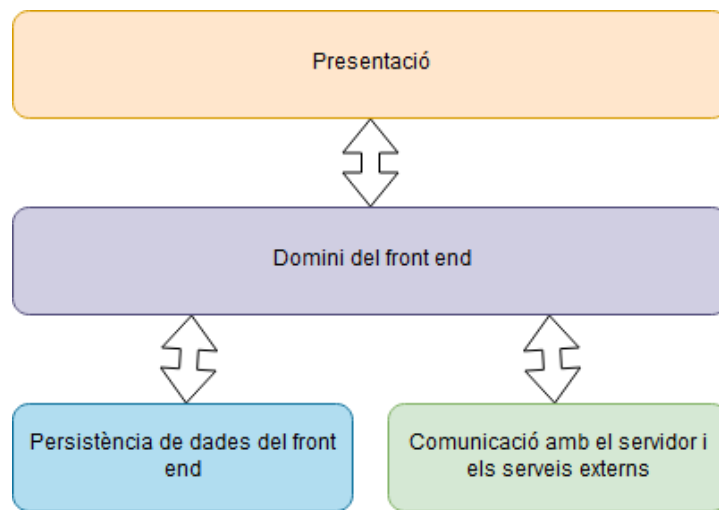 Presentació
Domini del front end
Persistència de dades del front
end
Comunicació amb el servidor i
els serveis externs